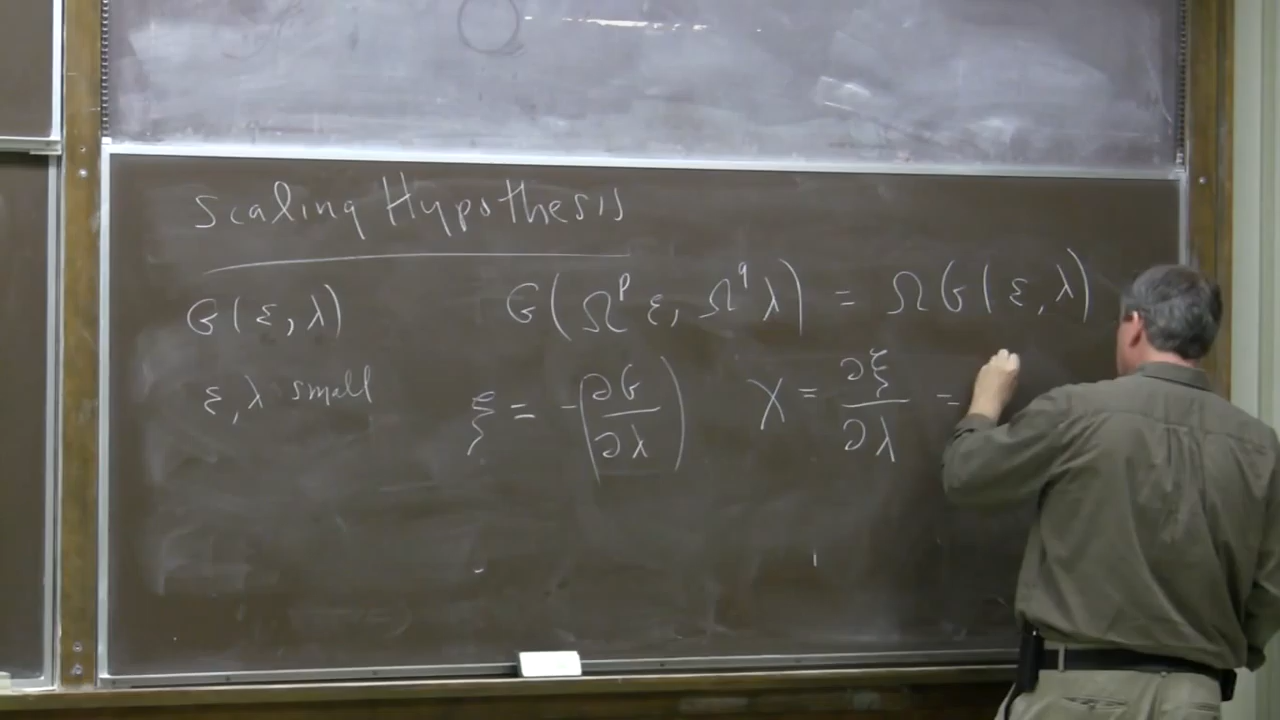 Scaling Hypothesis
G(ε, λ) G(Ω^p ε, Ω^q λ) = Ω G(ε, λ)
ε, λ small ξ = -(∂G/∂λ) χ = ∂ξ/∂λ =